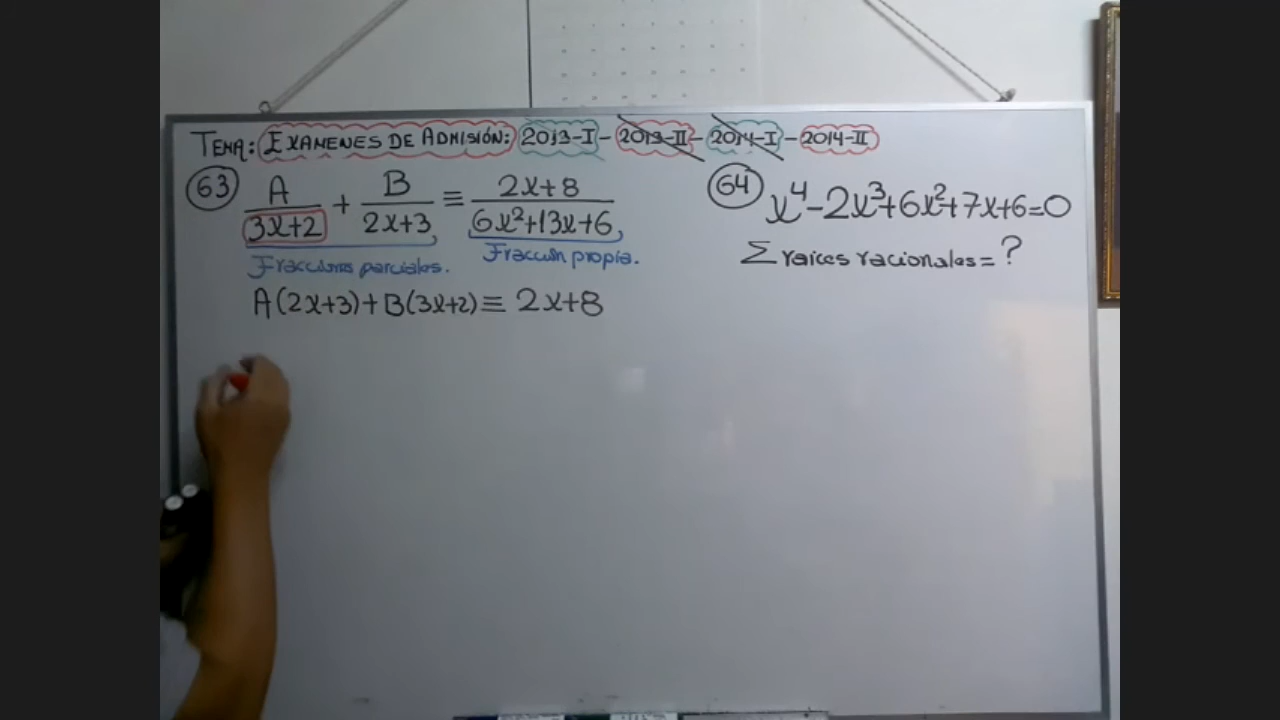 TEMA: EXAMENES DE ADMISIÓN: 2013-I - 2013-II - 2014-I - 2014-II
63 A/(3x+2) + B/(2x+3) ≡ (2x+8)/(6x²+13x+6)
Fracciones parciales. Fracción propia.
A(2x+3)+B(3x+2) ≡ 2x+8
64 x⁴-2x³+6x²+7x+6=0
Σ raíces racionales = ?